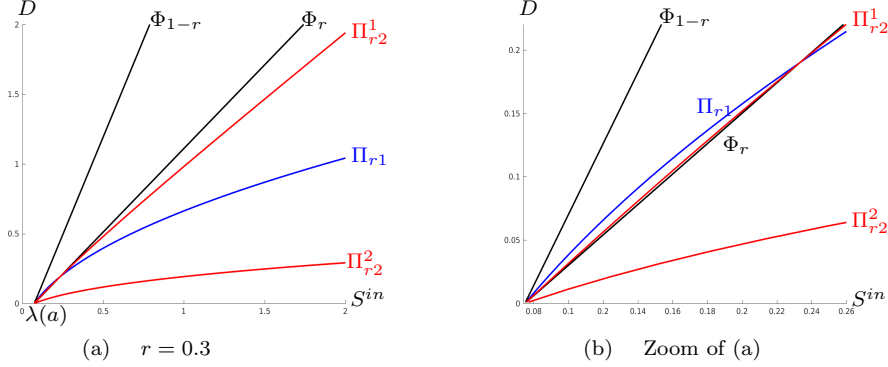 D
Φ₁₋ᵣ
Φᵣ
Π¹ᵣ₂
Πᵣ₁
Π²ᵣ₂
2
1.5
1
0.5
0
0
0.5
1
1.5
2
λ(a)
Sⁱⁿ
(a) r = 0.3
D
Φ₁₋ᵣ
Π¹ᵣ₂
Πᵣ₁
Φᵣ
Π²ᵣ₂
0.2
0.15
0.1
0.05
0
0.08 0.1 0.12 0.14 0.16 0.18 0.2 0.22 0.24 0.26
Sⁱⁿ
(b) Zoom of (a)